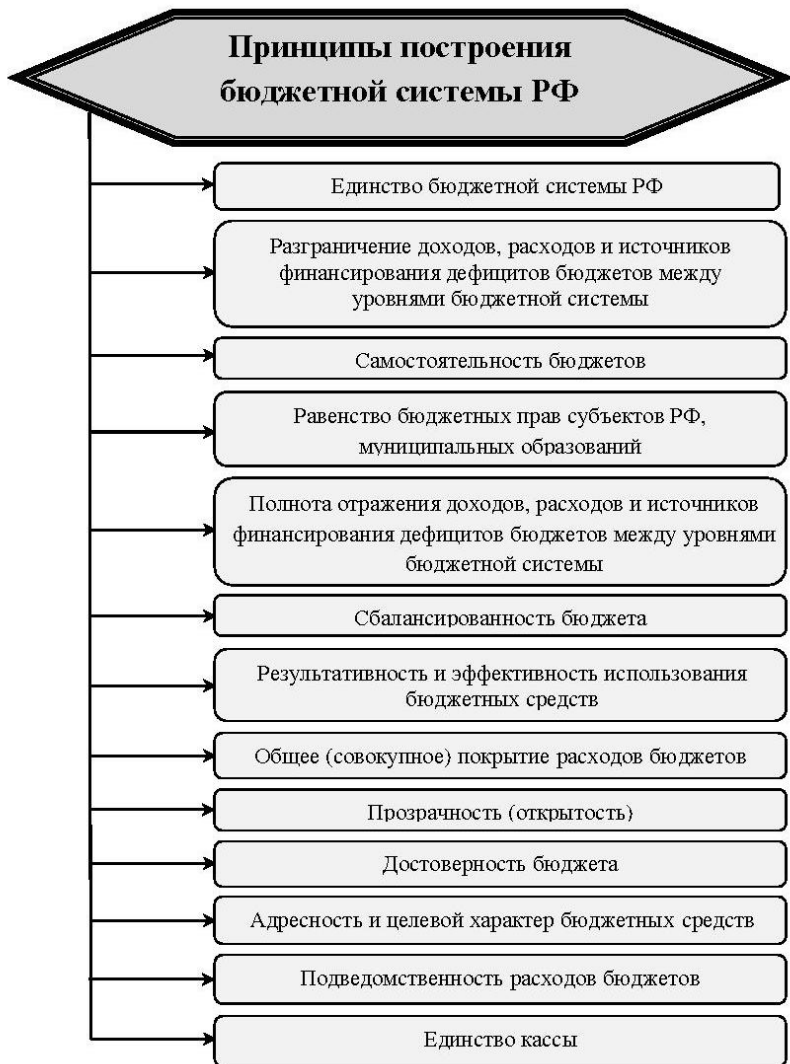 Принципы построения
бюджетной системы РФ
Единство бюджетной системы РФ
Разграничение доходов, расходов и источников
финансирования дефицитов бюджетов между
уровнями бюджетной системы
Самостоятельность бюджетов
Равенство бюджетных прав субъектов РФ,
муниципальных образований
Полнота отражения доходов, расходов и источников
финансирования дефицитов бюджетов между уровнями
бюджетной системы
Сбалансированность бюджета
Результативность и эффективность использования
бюджетных средств
Общее (совокупное) покрытие расходов бюджетов
Прозрачность (открытость)
Достоверность бюджета
Адресность и целевой характер бюджетных средств
Подведомственность расходов бюджетов
Единство кассы